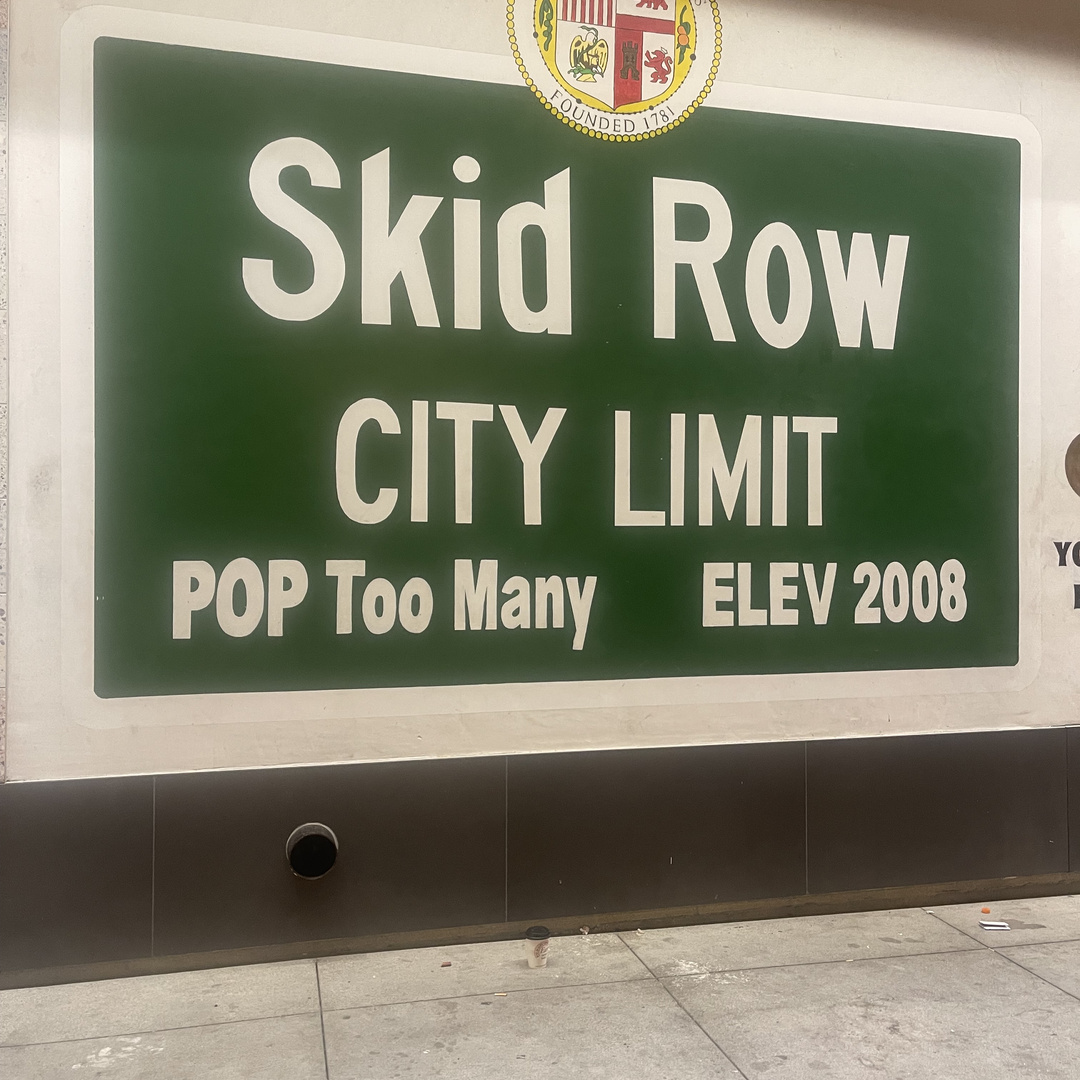 FOUNDED 1781
Skid Row
CITY LIMIT
POP Too Many ELEV 2008